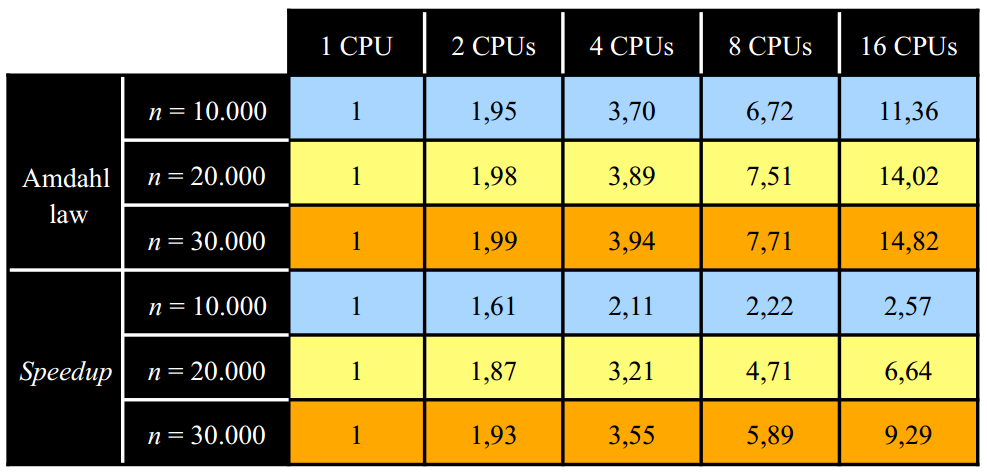 1 CPU 2 CPUs 4 CPUs 8 CPUs 16 CPUs
Amdahl
law
n = 10.000 1 1,95 3,70 6,72 11,36
n = 20.000 1 1,98 3,89 7,51 14,02
n = 30.000 1 1,99 3,94 7,71 14,82
Speedup
n = 10.000 1 1,61 2,11 2,22 2,57
n = 20.000 1 1,87 3,21 4,71 6,64
n = 30.000 1 1,93 3,55 5,89 9,29